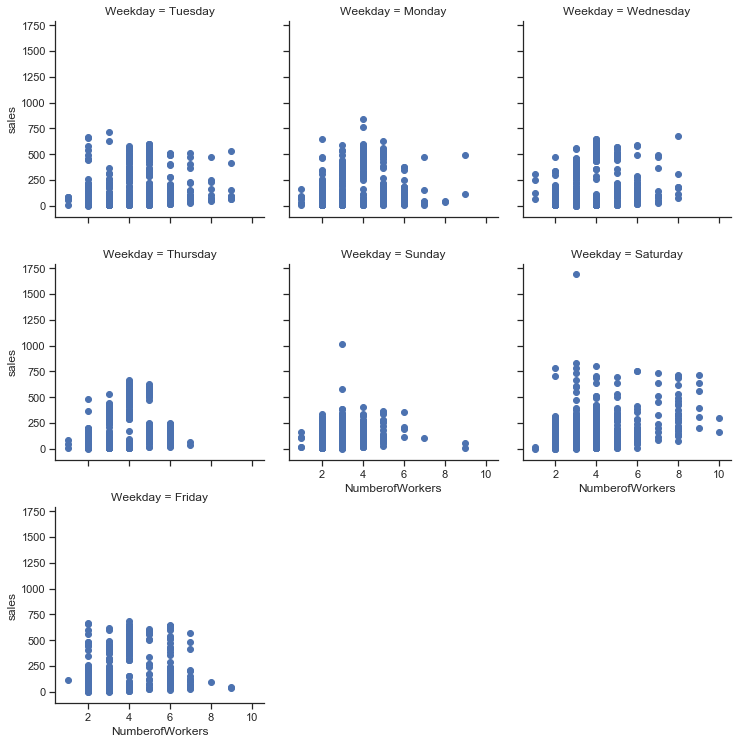 Weekday = Tuesday
Weekday = Monday
Weekday = Wednesday
1750
1500
1250
1000
750
500
250
0
sales
Weekday = Thursday
Weekday = Sunday
Weekday = Saturday
1750
1500
1250
1000
750
500
250
0
sales
2 4 6 8 10
NumberofWorkers
2 4 6 8 10
NumberofWorkers
Weekday = Friday
1750
1500
1250
1000
750
500
250
0
sales
2 4 6 8 10
NumberofWorkers